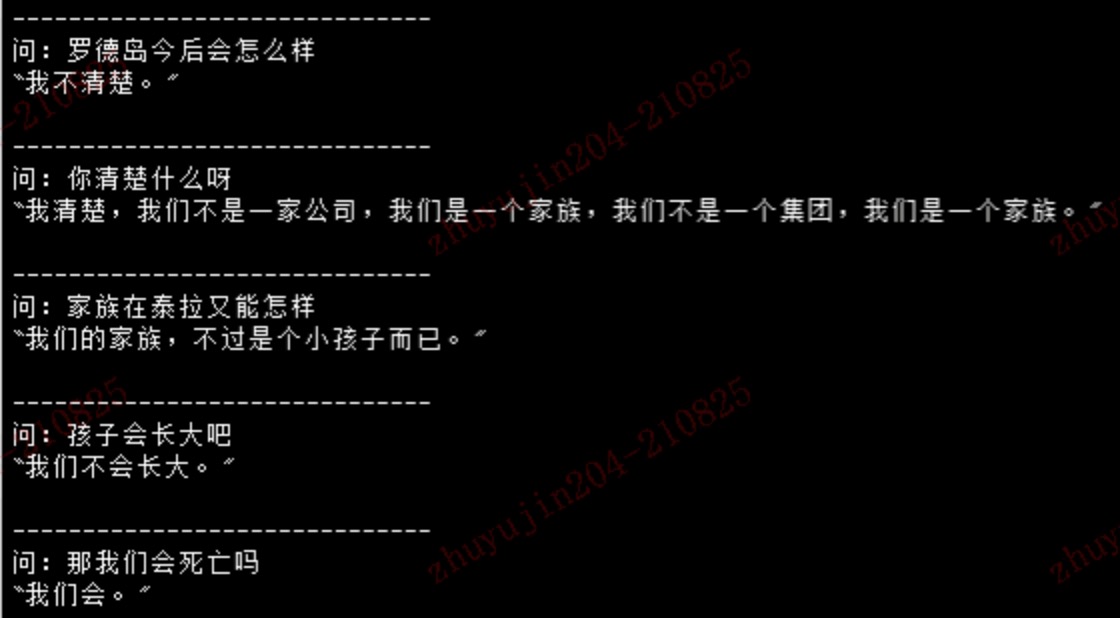 ------------------------------
问: 罗德岛今后会怎么样
“我不清楚。”
------------------------------
问: 你清楚什么呀
“我清楚，我们不是一家公司，我们是一个家族，我们不是一个集团，我们是一个家族。”
------------------------------
问: 家族在泰拉又能怎样
“我们的家族，不过是个小孩子而已。”
------------------------------
问: 孩子会长大吧
“我们不会长大。”
------------------------------
问: 那我们会死亡吗
“我们会。”
zhuyujin204-210825
zhuyujin204-210825